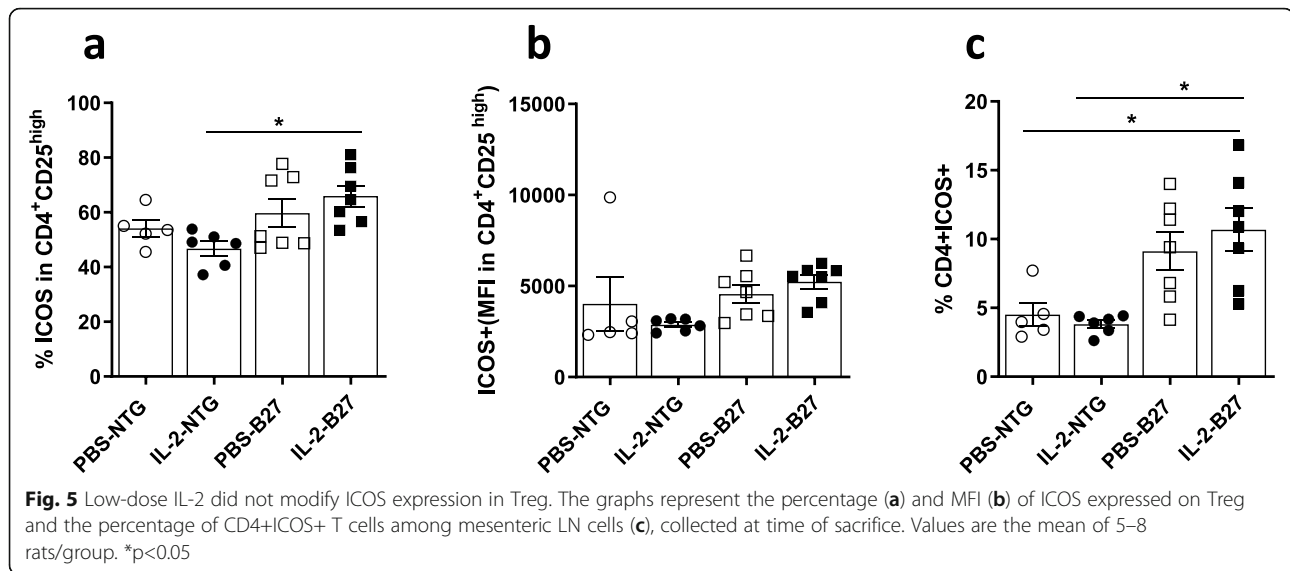 a
% ICOS in CD4+CD25high
100
80
60
40
20
0
*
PBS-NTG
IL-2-NTG
PBS-B27
IL-2-B27
b
ICOS+(MFI in CD4+CD25 high)
15000
10000
5000
0
PBS-NTG
IL-2-NTG
PBS-B27
IL-2-B27
c
% CD4+ICOS+
20
15
10
5
0
*
*
PBS-NTG
IL-2-NTG
PBS-B27
IL-2-B27
Fig. 5 Low-dose IL-2 did not modify ICOS expression in Treg. The graphs represent the percentage (a) and MFI (b) of ICOS expressed on Treg
and the percentage of CD4+ICOS+ T cells among mesenteric LN cells (c), collected at time of sacrifice. Values are the mean of 5–8
rats/group. *p<0.05